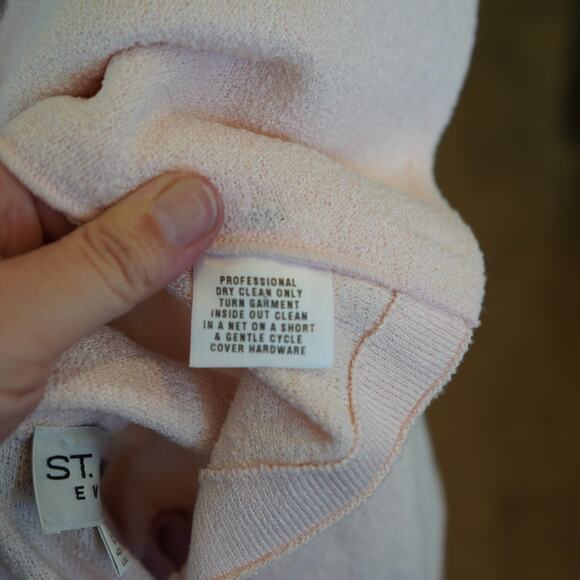 PROFESSIONAL
DRY CLEAN ONLY
TURN GARMENT
INSIDE OUT CLEAN
IN A NET ON A SHORT
& GENTLE CYCLE
COVER HARDWARE
ST.